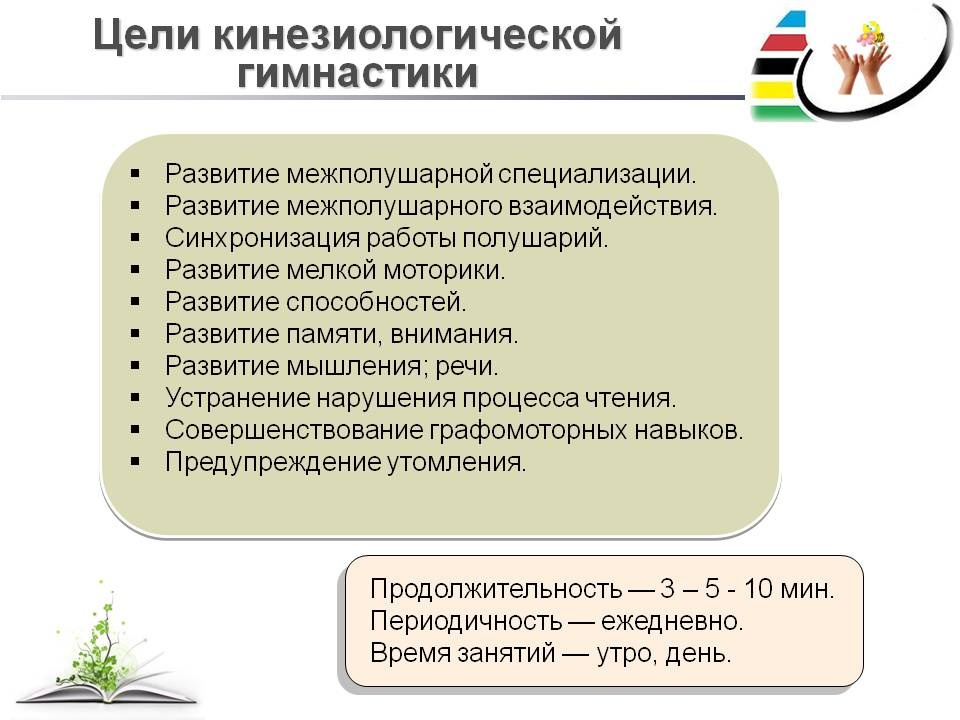 Цели кинезиологической
гимнастики
▪ Развитие межполушарной специализации.
▪ Развитие межполушарного взаимодействия.
▪ Синхронизация работы полушарий.
▪ Развитие мелкой моторики.
▪ Развитие способностей.
▪ Развитие памяти, внимания.
▪ Развитие мышления; речи.
▪ Устранение нарушения процесса чтения.
▪ Совершенствование графомоторных навыков.
▪ Предупреждение утомления.
Продолжительность — 3 – 5 - 10 мин.
Периодичность — ежедневно.
Время занятий — утро, день.